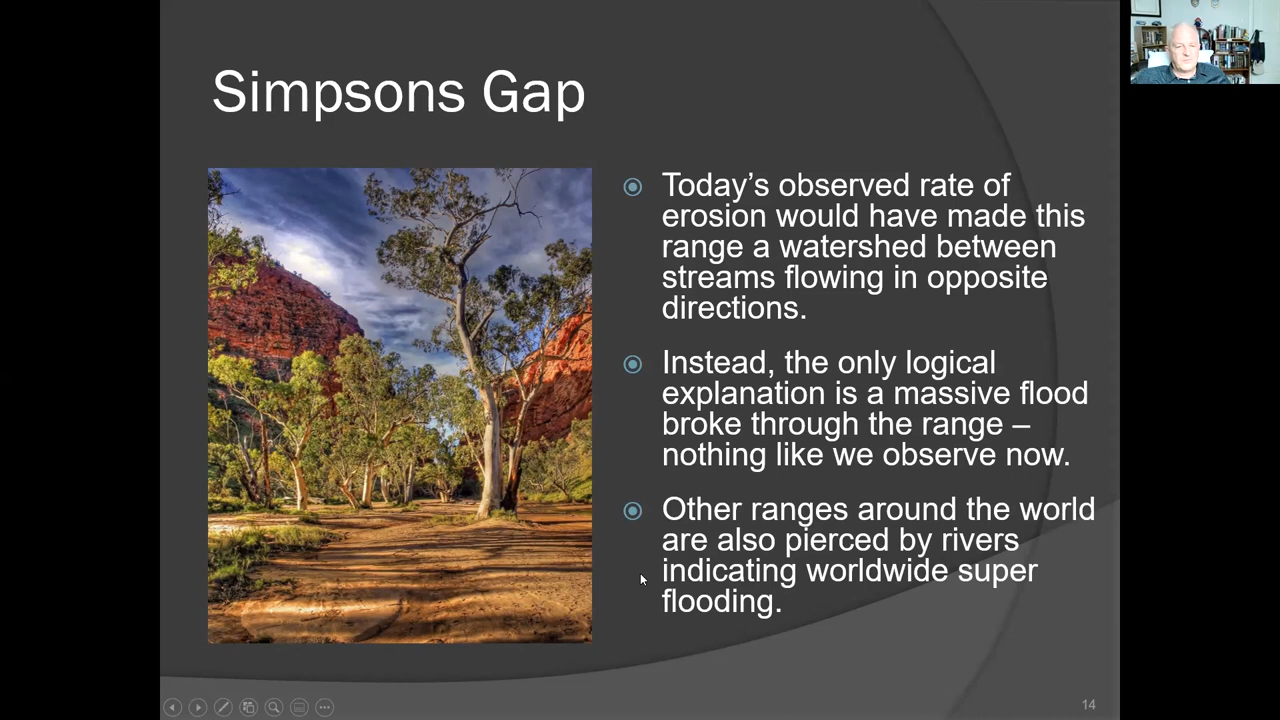 Simpsons Gap
Today’s observed rate of
erosion would have made this
range a watershed between
streams flowing in opposite
directions.
Instead, the only logical
explanation is a massive flood
broke through the range –
nothing like we observe now.
Other ranges around the world
are also pierced by rivers
indicating worldwide super
flooding.
14